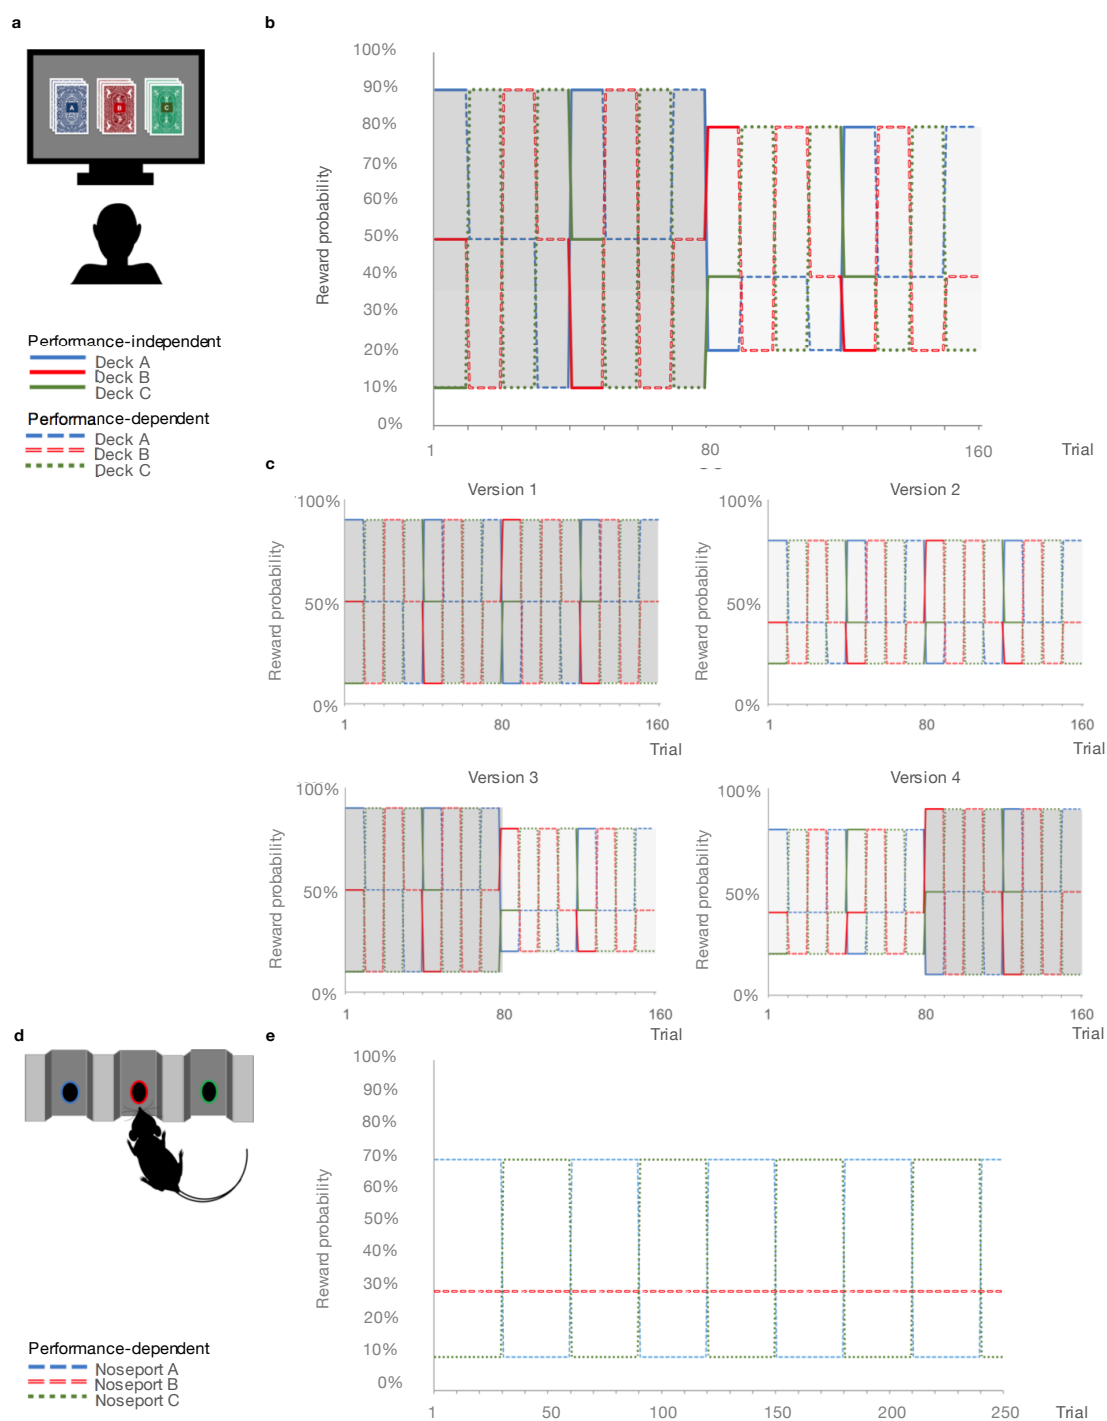 a
A
B
C
Performance-independent
Deck A
Deck B
Deck C
Performance-dependent
Deck A
Deck B
Deck C
b
100%
90%
80%
70%
60%
50%
40%
30%
20%
10%
0%
Reward probability
1
80
160
Trial
c
Version 1
100%
50%
0%
Reward probability
1
80
160
Trial
Version 2
100%
50%
0%
Reward probability
1
80
160
Trial
Version 3
100%
50%
0%
Reward probability
1
80
160
Trial
Version 4
100%
50%
0%
Reward probability
1
80
160
Trial
d
Performance-dependent
Noseport A
Noseport B
Noseport C
e
100%
90%
80%
70%
60%
50%
40%
30%
20%
10%
0%
Reward probability
1
50
100
150
200
250
Trial